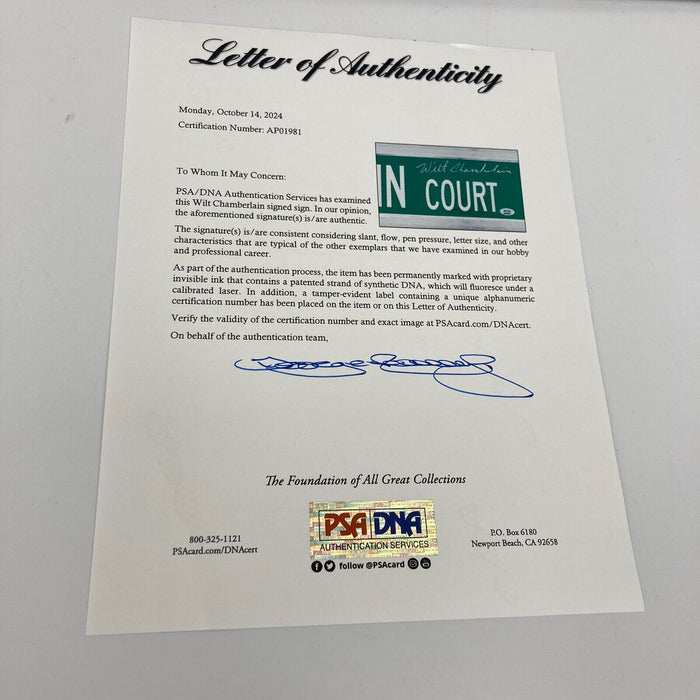 Letter of Authenticity
Monday, October 14, 2024
Certification Number: AP01981
To Whom It May Concern:
PSA/DNA Authentication Services has examined
this Wilt Chamberlain signed sign. In our opinion,
the aforementioned signature(s) is/are authentic.
Wilt Chamberlain
IN COURT
The signature(s) is/are consistent considering slant, flow, pen pressure, letter size, and other
characteristics that are typical of the other exemplars that we have examined in our hobby
and professional career.
As part of the authentication process, the item has been permanently marked with proprietary
invisible ink that contains a patented strand of synthetic DNA, which will fluoresce under a
calibrated laser. In addition, a tamper-evident label containing a unique alphanumeric
certification number has been placed on the item or on this Letter of Authenticity.
Verify the validity of the certification number and exact image at PSAcard.com/DNAcert.
On behalf of the authentication team,
The Foundation of All Great Collections
PSA DNA
AUTHENTICATION SERVICES
follow @PSAcard
800-325-1121
PSAcard.com/DNAcert
P.O. Box 6180
Newport Beach, CA 92658